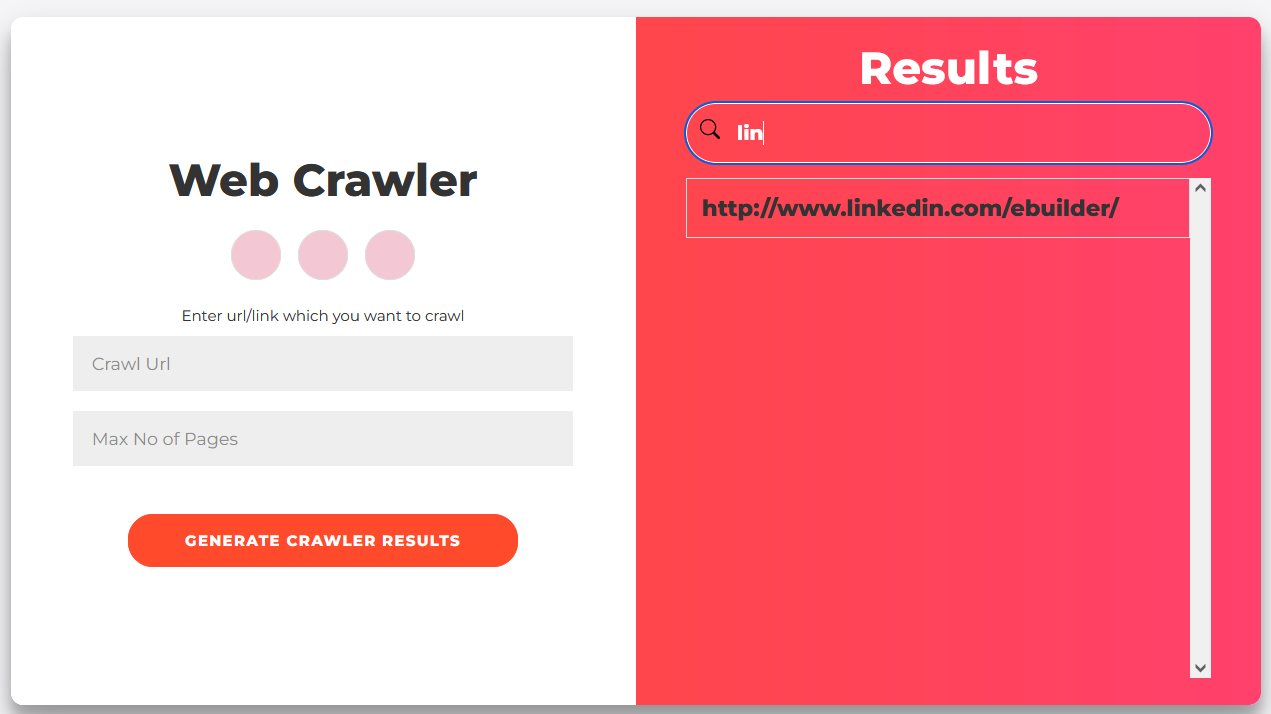 Web Crawler
Enter url/link which you want to crawl
Crawl Url
Max No of Pages
GENERATE CRAWLER RESULTS
Results
lin
http://www.linkedin.com/ebuilder/